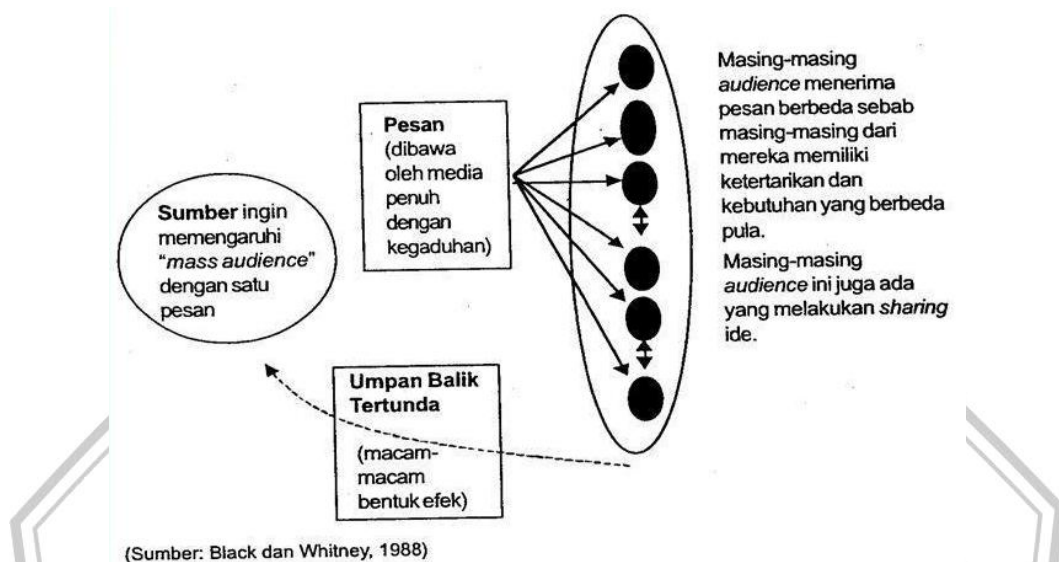 Sumber ingin
memengaruhi
“mass audience”
dengan satu
pesan
Pesan
(dibawa
oleh media
penuh
dengan
kegaduhan)
Masing-masing
audience menerima
pesan berbeda sebab
masing-masing dari
mereka memiliki
ketertarikan dan
kebutuhan yang berbeda
pula.
Masing-masing
audience ini juga ada
yang melakukan sharing
ide.
Umpan Balik
Tertunda
(macam-
macam
bentuk efek)
(Sumber: Black dan Whitney, 1988)